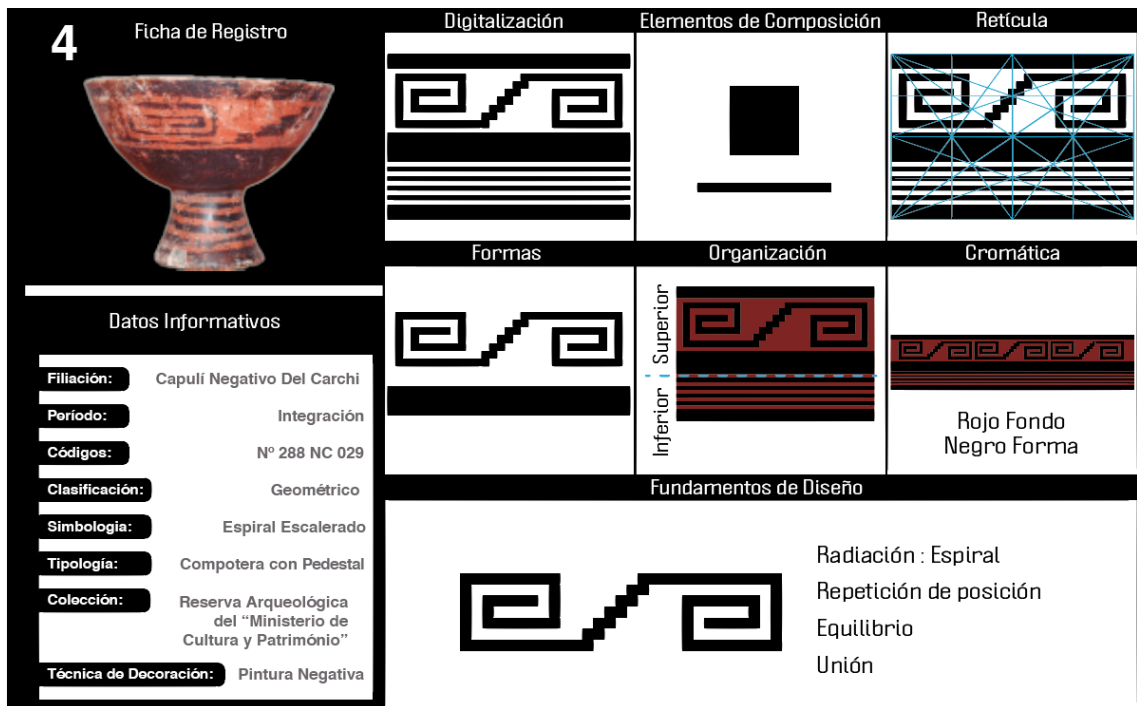 4
Ficha de Registro
Datos Informativos
Filiación: Capulí Negativo Del Carchi
Período: Integración
Códigos: Nº 288 NC 029
Clasificación: Geométrico
Simbologia: Espiral Escalerado
Tipología: Compotera con Pedestal
Colección: Reserva Arqueológica
del “Ministerio de
Cultura y Património”
Técnica de Decoración: Pintura Negativa
Digitalización
Elementos de Composición
Retícula
Formas
Organización
Superior
Inferior
Cromática
Rojo Fondo
Negro Forma
Fundamentos de Diseño
Radiación : Espiral
Repetición de posición
Equilibrio
Unión